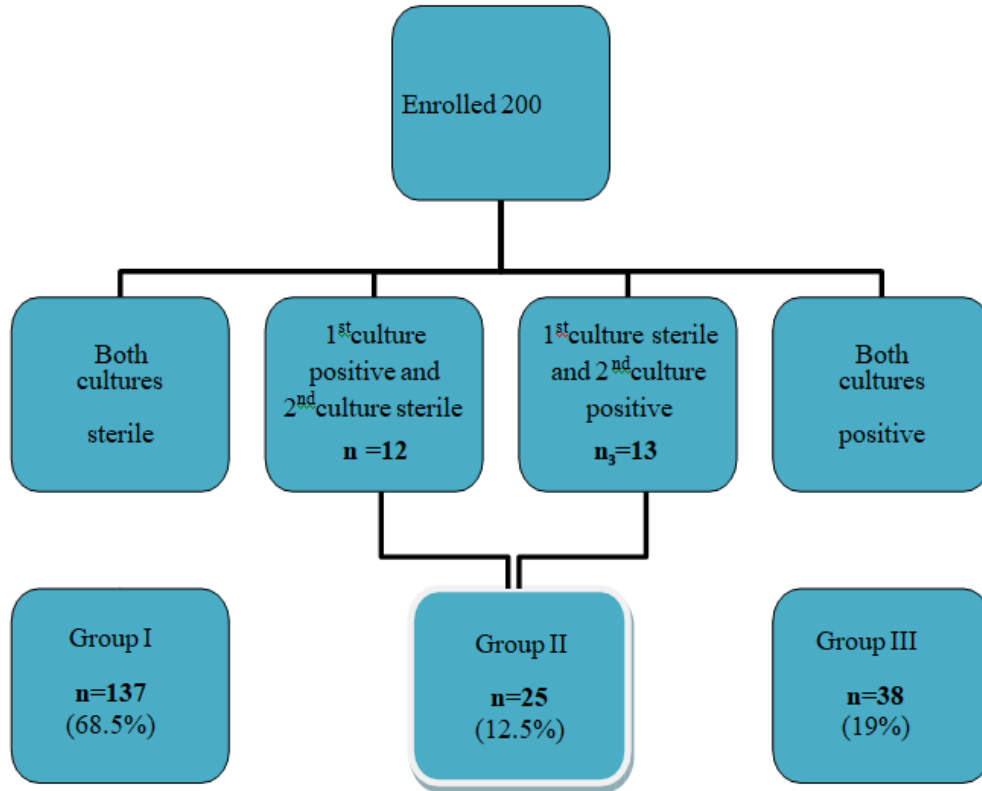 Enrolled 200
Both
cultures
sterile
1st culture
positive and
2nd culture sterile
n =12
1st culture sterile
and 2nd culture
positive
n₃=13
Both
cultures
positive
Group I
n=137
(68.5%)
Group II
n=25
(12.5%)
Group III
n=38
(19%)